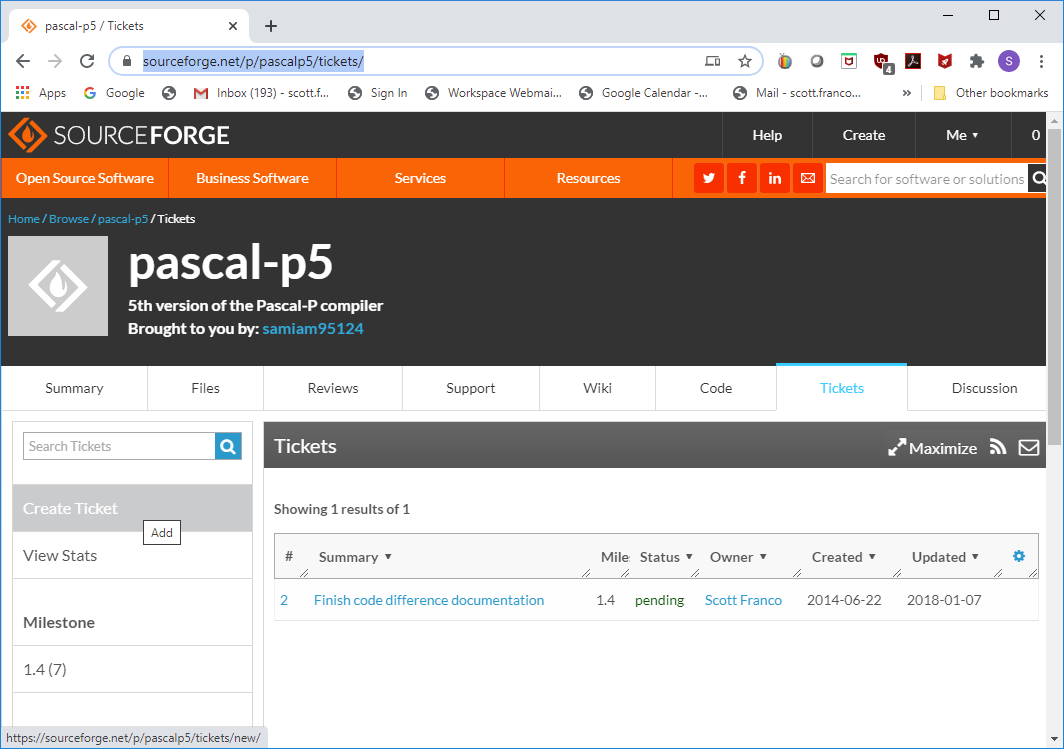 pascal-p5 / Tickets
sourceforge.net/p/pascalp5/tickets/
4
S
Apps Google Inbox (193) - scott.f... Sign In Workspace Webmai... Google Calendar -... Mail - scott.franco... » Other bookmarks
SOURCEFORGE Help Create Me 0
Open Source Software Business Software Services Resources Search for software or solutions
Home / Browse / pascal-p5 / Tickets
pascal-p5
5th version of the Pascal-P compiler
Brought to you by: samiam95124
Summary Files Reviews Support Wiki Code Tickets Discussion
Search Tickets
Create Ticket
Add
View Stats
Milestone
1.4 (7)
Tickets Maximize
Showing 1 results of 1
# Summary Mile Status Owner Created Updated
2 Finish code difference documentation 1.4 pending Scott Franco 2014-06-22 2018-01-07
https://sourceforge.net/p/pascalp5/tickets/new/